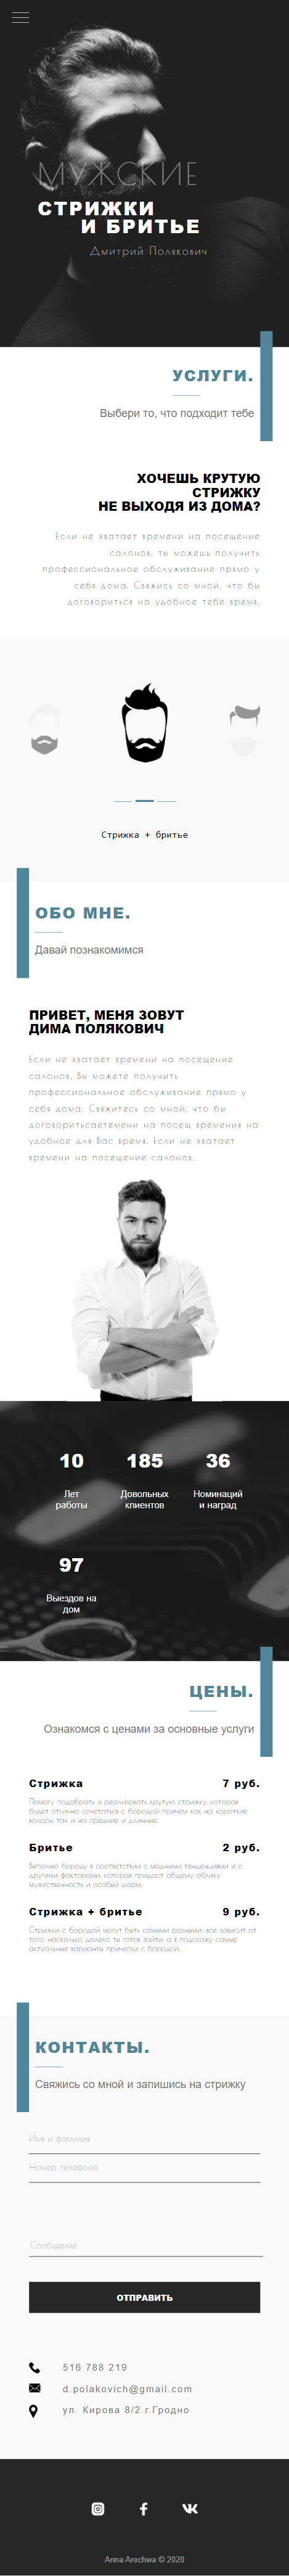 МУЖСКИЕ
СТРИЖКИ
И БРИТЬЕ
Дмитрий Полякович
УСЛУГИ.
Выбери то, что подходит тебе
ХОЧЕШЬ КРУТУЮ
СТРИЖКУ
НЕ ВЫХОДЯ ИЗ ДОМА?
Если не хватает времени на посещение
салонов, ты можешь получить
профессиональное обслуживание прямо у
себя дома. Свяжись со мной, что бы
договориться на удобное тебе время.
Стрижка + бритье
ОБО МНЕ.
Давай познакомимся
ПРИВЕТ, МЕНЯ ЗОВУТ
ДИМА ПОЛЯКОВИЧ
Если не хватает времени на посещение
салонов, Вы можете получить
профессиональное обслуживание прямо у
себя дома. Свяжитесь со мной, что бы
договоритьсяаетемени на посещ времения на
удобное для Вас время. Если не хватает
времени на посещение салонов.
10 185 36
Лет Довольных Номинаций
работы клиентов и наград
97
Выездов на
дом
ЦЕНЫ.
Ознакомся с ценами за основные услуги
Стрижка 7 руб.
Помогу подобрать и реализовать крутую стрижку, которая
будет отлично сочетаться с бородой причем как на короткие
волосы, так и на средние и длинные.
Бритье 2 руб.
Выполню бороду в соответствии с модными тенденциями и с
другими факторами, которая придаст общему облику
мужественность и особый шарм.
Стрижка + бритье 9 руб.
Стрижки с бородой могут быть самыми разными; все зависит от
того, насколько далеко ты готов зайти, а я подскажу самые
актуальные варианты прически с бородой.
КОНТАКТЫ.
Свяжись со мной и запишись на стрижку
Имя и фамилия
Номер телефона
Сообщение
ОТПРАВИТЬ
516 788 219
d.polakovich@gmail.com
ул. Кирова 8/2 г.Гродно
Anna Arechwa © 2020